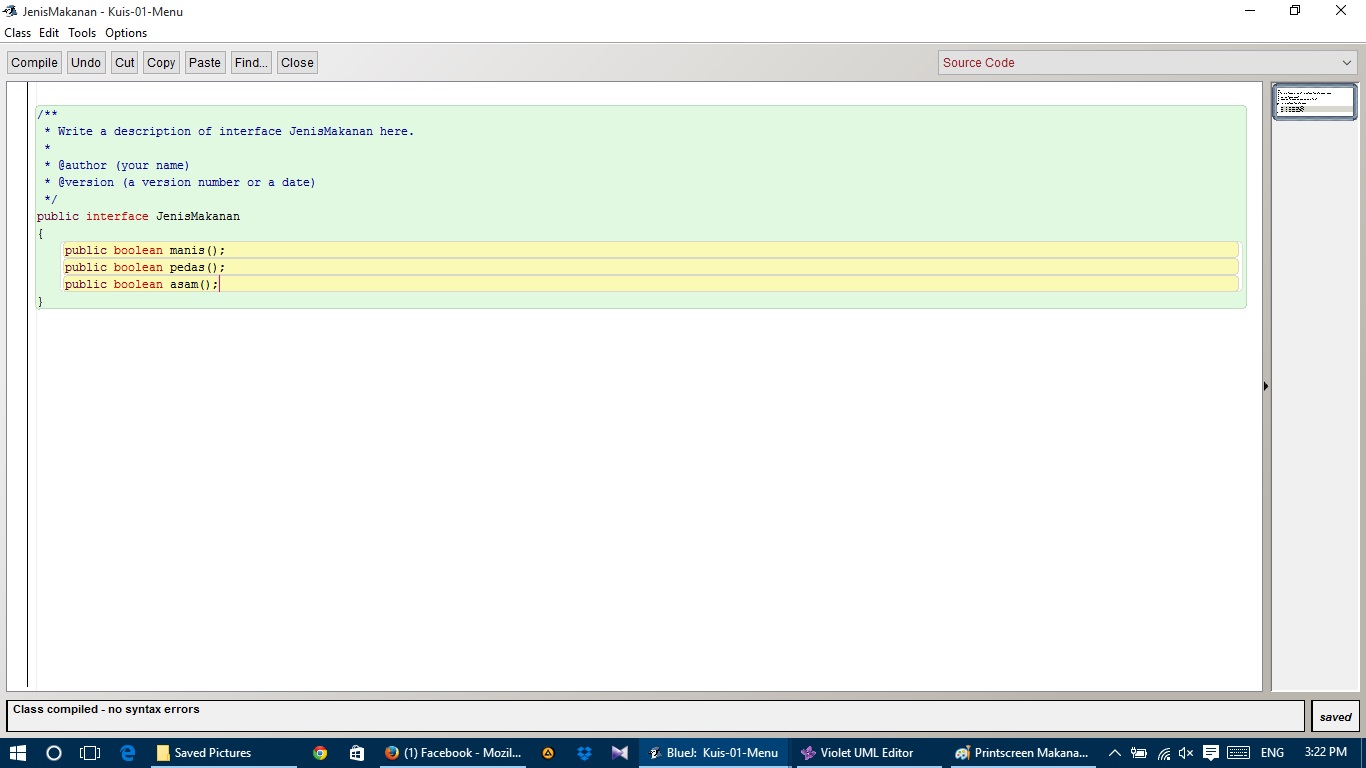 JenisMakanan - Kuis-01-Menu
Class Edit Tools Options
Compile Undo Cut Copy Paste Find... Close Source Code
/**
 * Write a description of interface JenisMakanan here.
 *
 * @author (your name)
 * @version (a version number or a date)
 */
public interface JenisMakanan
{
    public boolean manis();
    public boolean pedas();
    public boolean asam();
}
Class compiled - no syntax errors
saved
Saved Pictures (1) Facebook - Mozil... BlueJ: Kuis-01-Menu Violet UML Editor Printscreen Makana... ENG 3:22 PM